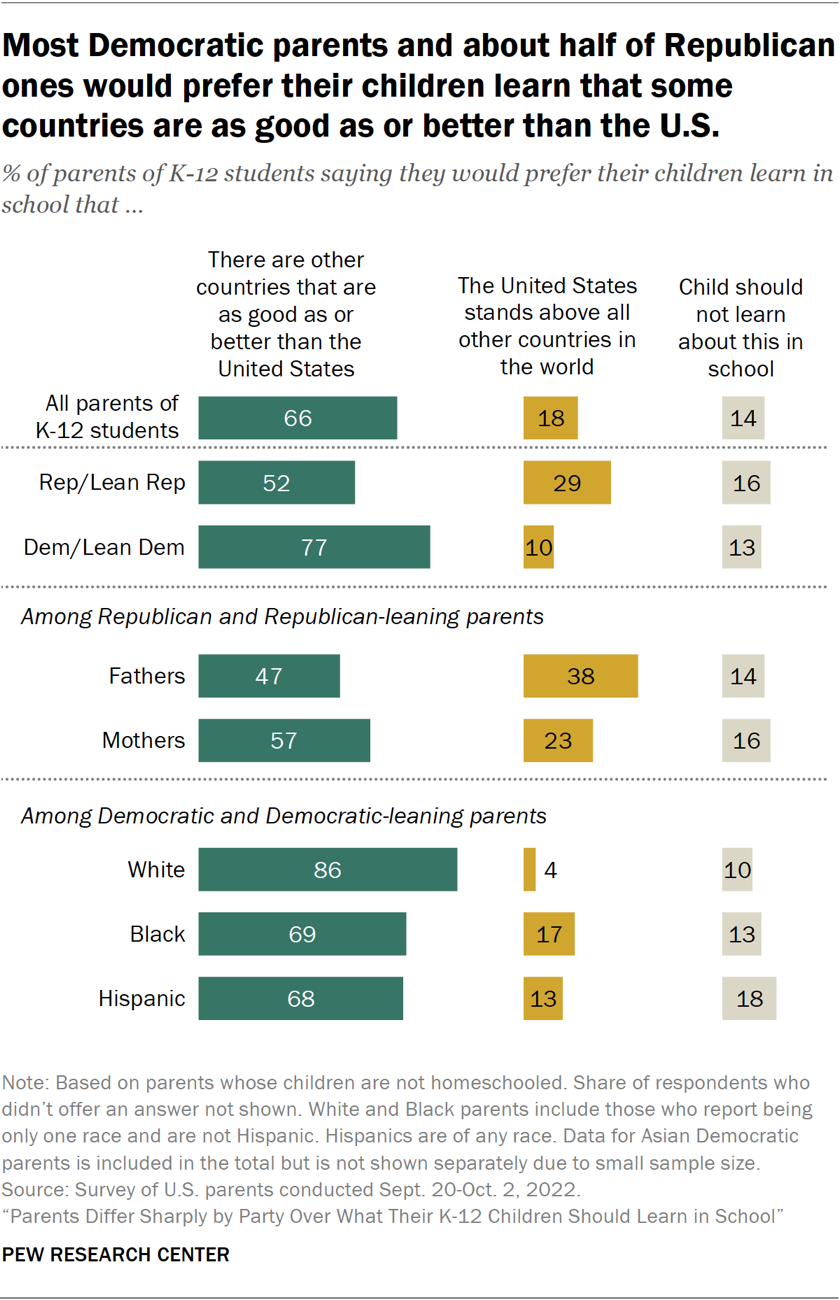 Most Democratic parents and about half of Republican
ones would prefer their children learn that some
countries are as good as or better than the U.S.
% of parents of K-12 students saying they would prefer their children learn in
school that ...
There are other
countries that are
as good as or
better than the
United States
The United States
stands above all
other countries in
the world
Child should
not learn
about this in
school
All parents of
K-12 students
66
18
14
Rep/Lean Rep
52
29
16
Dem/Lean Dem
77
10
13
Among Republican and Republican-leaning parents
Fathers
47
38
14
Mothers
57
23
16
Among Democratic and Democratic-leaning parents
White
86
4
10
Black
69
17
13
Hispanic
68
13
18
Note: Based on parents whose children are not homeschooled. Share of respondents who
didn’t offer an answer not shown. White and Black parents include those who report being
only one race and are not Hispanic. Hispanics are of any race. Data for Asian Democratic
parents is included in the total but is not shown separately due to small sample size.
Source: Survey of U.S. parents conducted Sept. 20-Oct. 2, 2022.
“Parents Differ Sharply by Party Over What Their K-12 Children Should Learn in School”
PEW RESEARCH CENTER